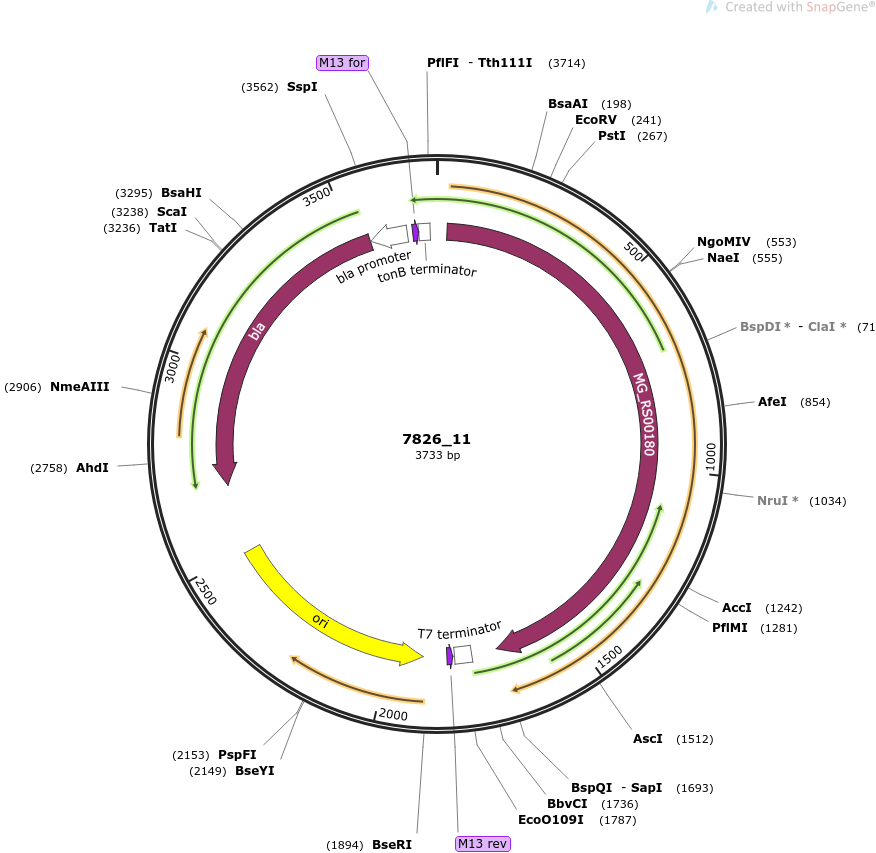 Created with SnapGene®
M13 for
PflFI - Tth111I (3714)
(3562) SspI
BsaAI (198)
EcoRV (241)
PstI (267)
(3295) BsaHI
(3238) ScaI
(3236) TatI
3500
500
NgoMIV (553)
NaeI (555)
bla promoter
tonB terminator
bla
BspDI * - ClaI * (71
3000
MG_RS00180
(2906) NmeAIII
AfeI (854)
7826_11
3733 bp
1000
(2758) AhdI
NruI * (1034)
2500
ori
T7 terminator
AccI (1242)
PflMI (1281)
1500
2000
AscI (1512)
(2153) PspFI
(2149) BseYI
BspQI - SapI (1693)
BbvCI (1736)
EcoO109I (1787)
(1894) BseRI
M13 rev